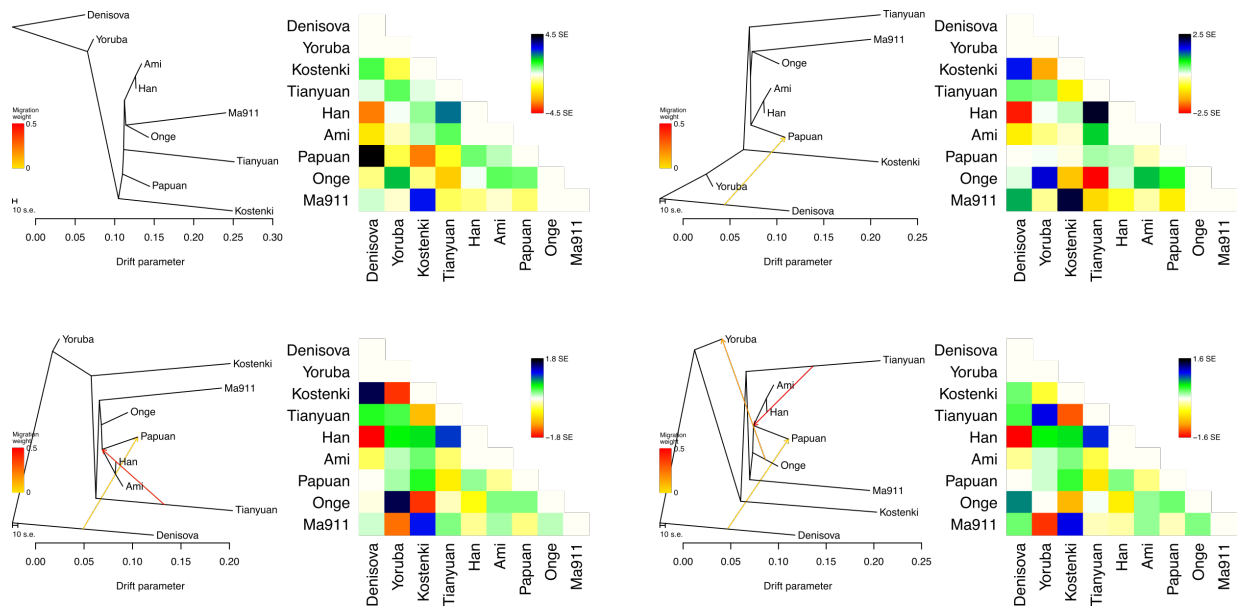 Denisova
Yoruba
Ami
Han
Ma911
Onge
Tianyuan
Papuan
Kostenki
Migration
weight
0.5
0
10 s.e.
0.00 0.05 0.10 0.15 0.20 0.25 0.30
Drift parameter
Denisova
Yoruba
Kostenki
Tianyuan
Han
Ami
Papuan
Onge
Ma911
Denisova Yoruba Kostenki Tianyuan Han Ami Papuan Onge Ma911
4.5 SE
−4.5 SE
Tianyuan
Ma911
Onge
Ami
Han
Papuan
Kostenki
Yoruba
Denisova
Migration
weight
0.5
0
10 s.e.
0.00 0.05 0.10 0.15 0.20 0.25
Drift parameter
Denisova
Yoruba
Kostenki
Tianyuan
Han
Ami
Papuan
Onge
Ma911
Denisova Yoruba Kostenki Tianyuan Han Ami Papuan Onge Ma911
2.5 SE
−2.5 SE
Yoruba
Kostenki
Ma911
Onge
Papuan
Han
Ami
Tianyuan
Denisova
Migration
weight
0.5
0
10 s.e.
0.00 0.05 0.10 0.15 0.20
Drift parameter
Denisova
Yoruba
Kostenki
Tianyuan
Han
Ami
Papuan
Onge
Ma911
Denisova Yoruba Kostenki Tianyuan Han Ami Papuan Onge Ma911
1.8 SE
−1.8 SE
Yoruba
Tianyuan
Ami
Han
Papuan
Onge
Ma911
Kostenki
Denisova
Migration
weight
0.5
0
10 s.e.
0.00 0.05 0.10 0.15 0.20 0.25
Drift parameter
Denisova
Yoruba
Kostenki
Tianyuan
Han
Ami
Papuan
Onge
Ma911
Denisova Yoruba Kostenki Tianyuan Han Ami Papuan Onge Ma911
1.6 SE
−1.6 SE